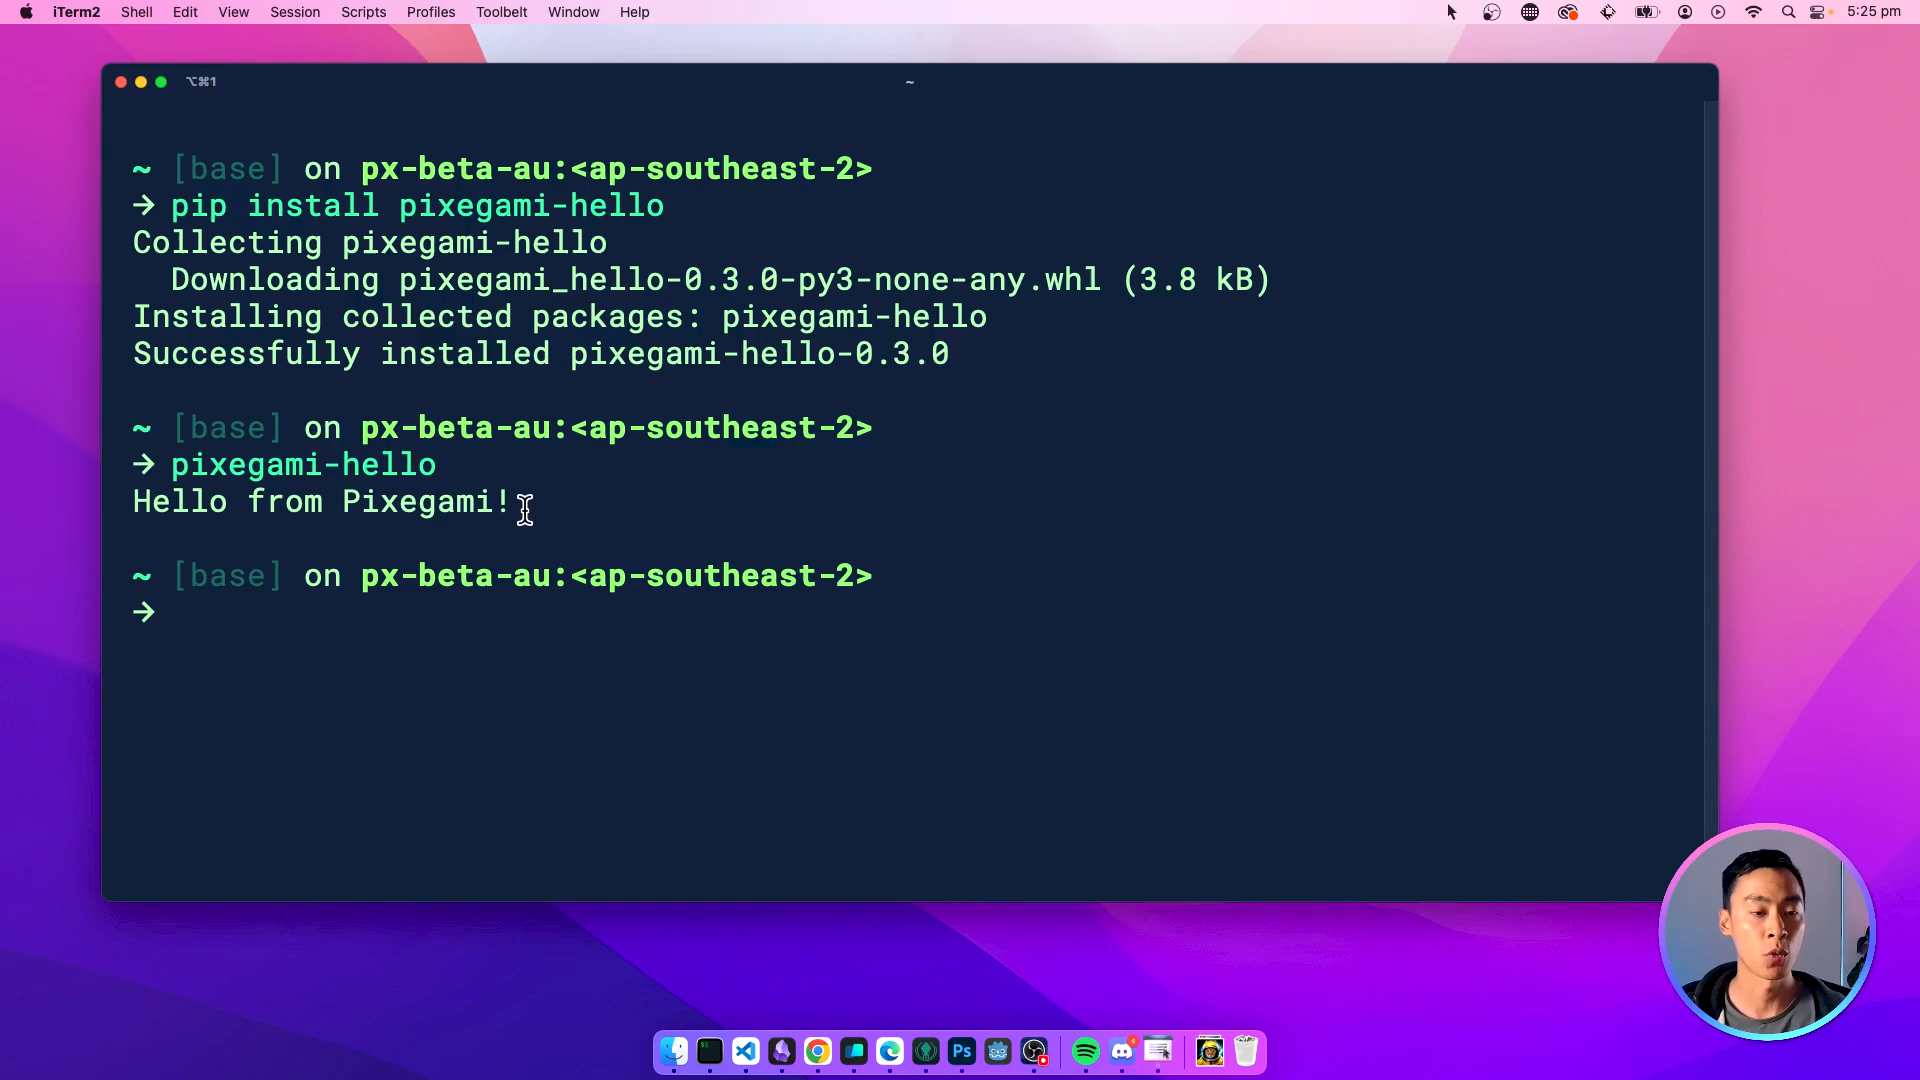 iTerm2 Shell Edit View Session Scripts Profiles Toolbelt Window Help 5:25 pm
⌥⌘1 ~
~ [base] on px-beta-au:<ap-southeast-2>
→ pip install pixegami-hello
Collecting pixegami-hello
Downloading pixegami_hello-0.3.0-py3-none-any.whl (3.8 kB)
Installing collected packages: pixegami-hello
Successfully installed pixegami-hello-0.3.0
~ [base] on px-beta-au:<ap-southeast-2>
→ pixegami-hello
Hello from Pixegami!
~ [base] on px-beta-au:<ap-southeast-2>
→
Ps